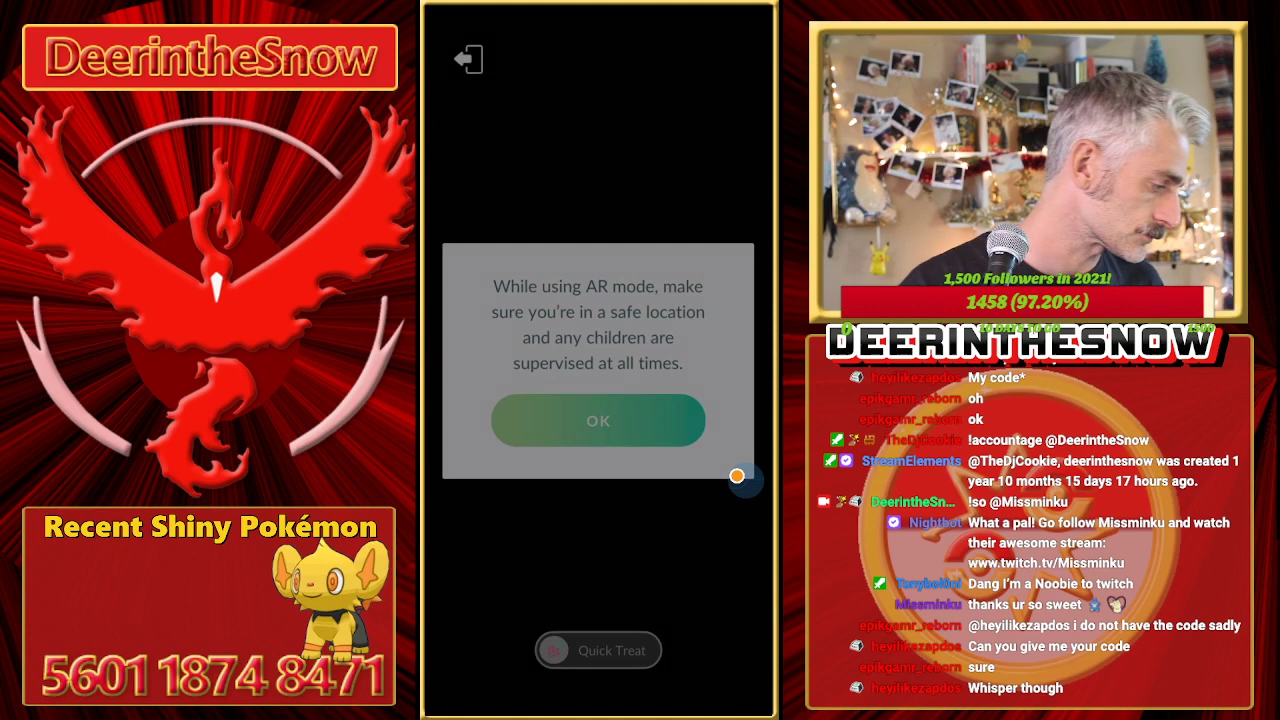 DeerintheSnow
Recent Shiny Pokémon
5601 1874 8471
While using AR mode, make
sure you're in a safe location
and any children are
supervised at all times.
OK
Quick Treat
1,500 Followers in 2021!
1458 (97.20%)
0
1500
DEERINTHESNOW
heyilikezapdos My code*
epikgamr_reborn oh
epikgamr_reborn ok
TheDjCookie !accountage @DeerintheSnow
StreamElements @TheDjCookie, deerinthesnow was created 1
year 10 months 15 days 17 hours ago.
DeerintheSn... !so @Missminku
Nightbot What a pal! Go follow Missminku and watch
their awesome stream:
www.twitch.tv/Missminku
Dang I'm a Noobie to twitch
Missminku thanks ur so sweet
epikgamr_reborn @heyilikezapdos i do not have the code sadly
heyilikezapdos Can you give me your code
epikgamr_reborn sure
heyilikezapdos Whisper though